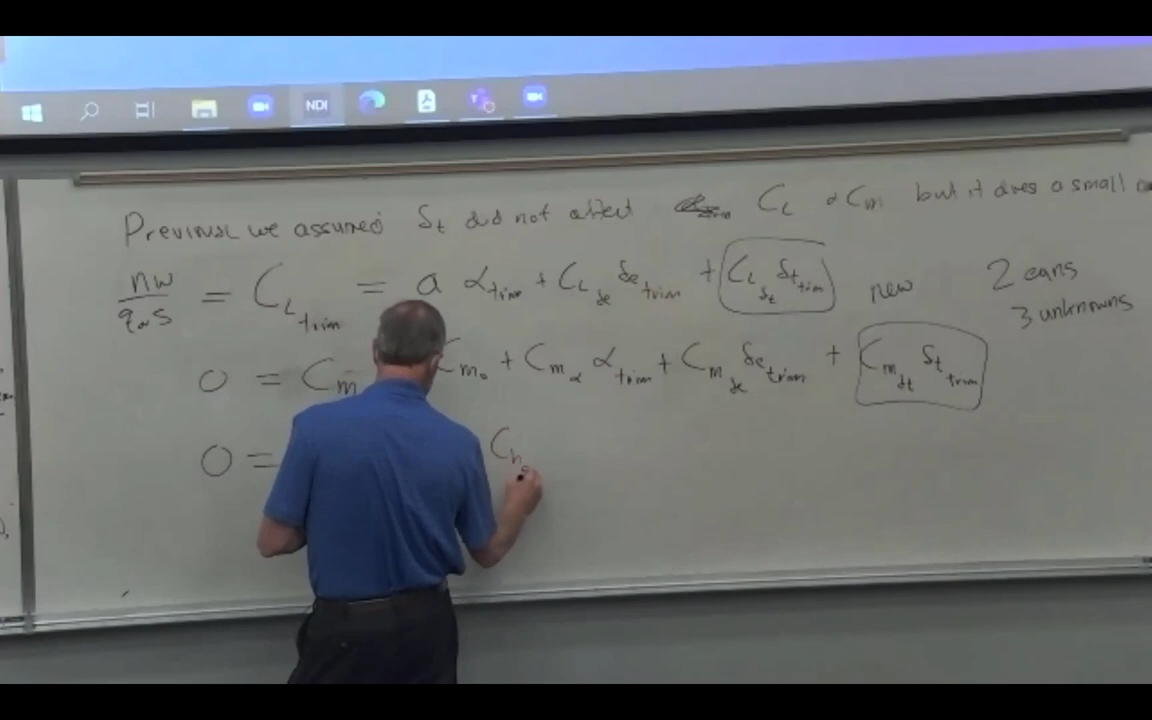 NDI
Previous we assumed δt did not affect CL & Cm but it does a small
nw / q∞S = CLtrim = a αtrim + CLδe δetrim + CLδt δttrim new
2 eqns
3 unknowns
0 = Cm Cm0 + Cmα αtrim + Cmδe δetrim + Cmδt δttrim
0 = Ch